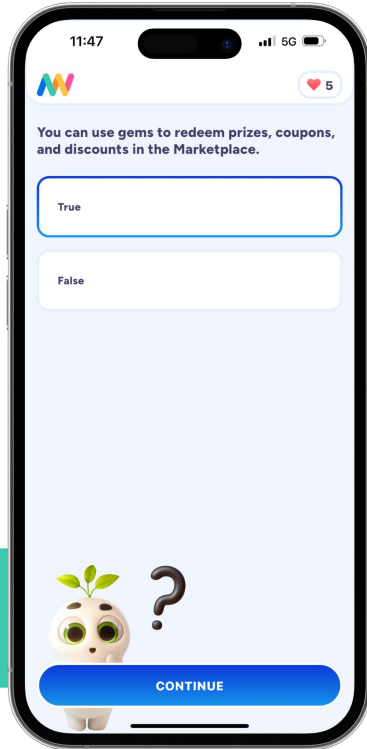 11:47
5G
5
You can use gems to redeem prizes, coupons,
and discounts in the Marketplace.
True
False
?
CONTINUE